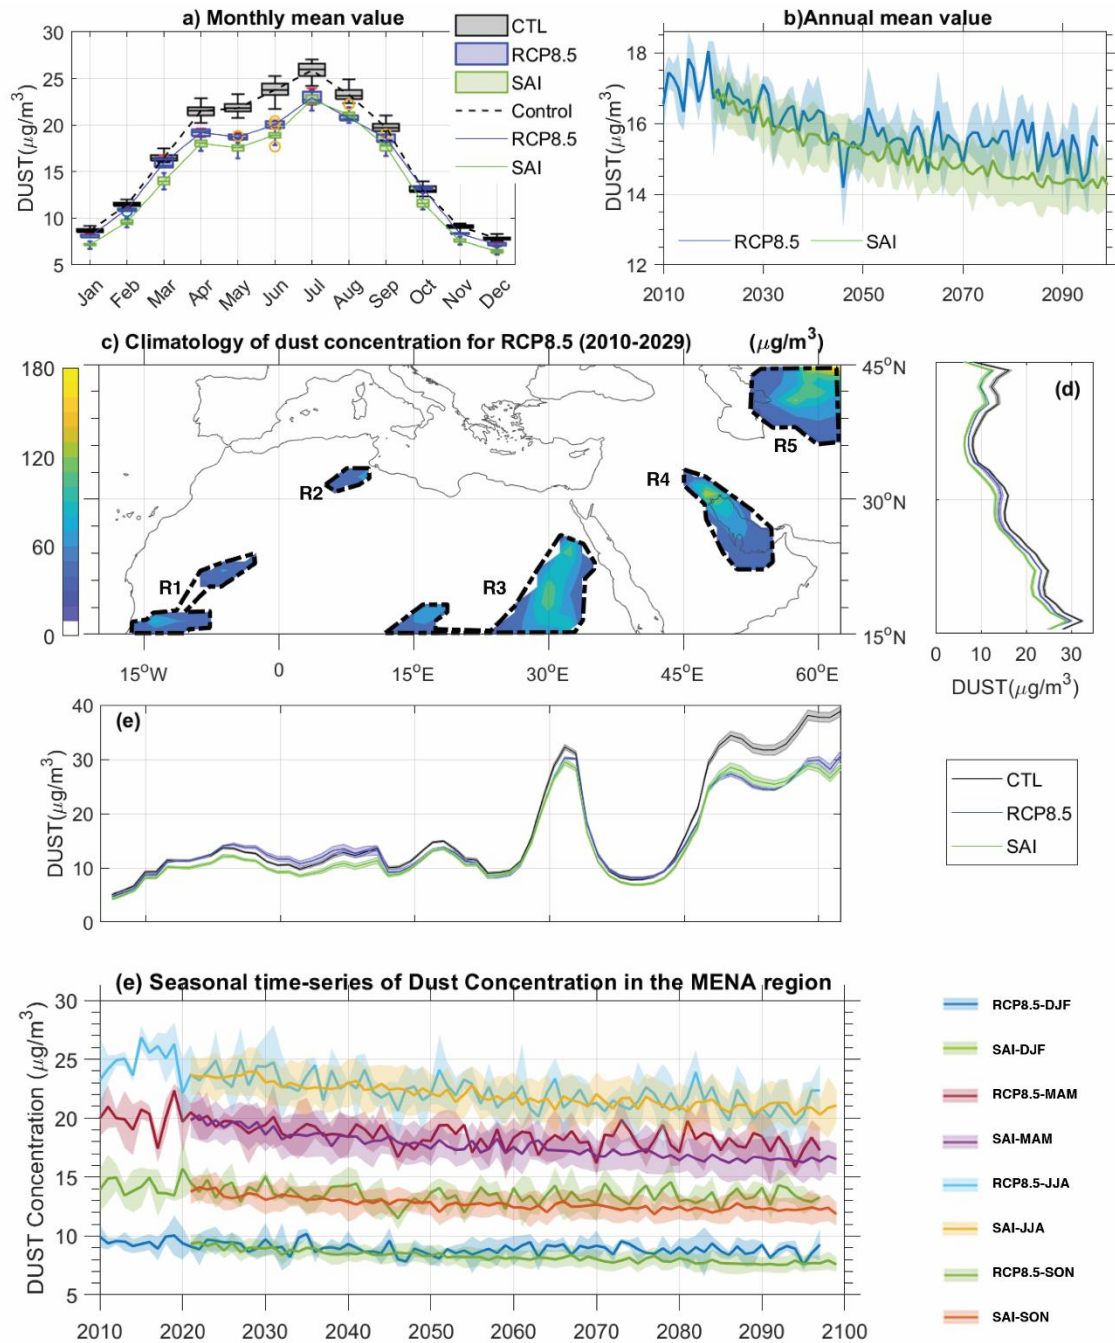 a) Monthly mean value
30
25
20
15
10
5
DUST(μg/m³)
Jan
Feb
Mar
Apr
May
Jun
Jul
Aug
Sep
Oct
Nov
Dec
CTL
RCP8.5
SAI
Control
RCP8.5
SAI
b)Annual mean value
18
16
14
12
DUST(μg/m³)
RCP8.5
SAI
2010
2030
2050
2070
2090
c) Climatology of dust concentration for RCP8.5 (2010-2029)
(μg/m³)
180
120
60
0
R1
R2
R3
R4
R5
45°N
30°N
15°N
15°W
0
15°E
30°E
45°E
60°E
(d)
0
10
20
30
DUST(μg/m³)
(e)
40
30
20
10
0
DUST(μg/m³)
CTL
RCP8.5
SAI
(e) Seasonal time-series of Dust Concentration in the MENA region
30
25
20
15
10
5
DUST Concentration (μg/m³)
2010
2020
2030
2040
2050
2060
2070
2080
2090
2100
RCP8.5-DJF
SAI-DJF
RCP8.5-MAM
SAI-MAM
RCP8.5-JJA
SAI-JJA
RCP8.5-SON
SAI-SON